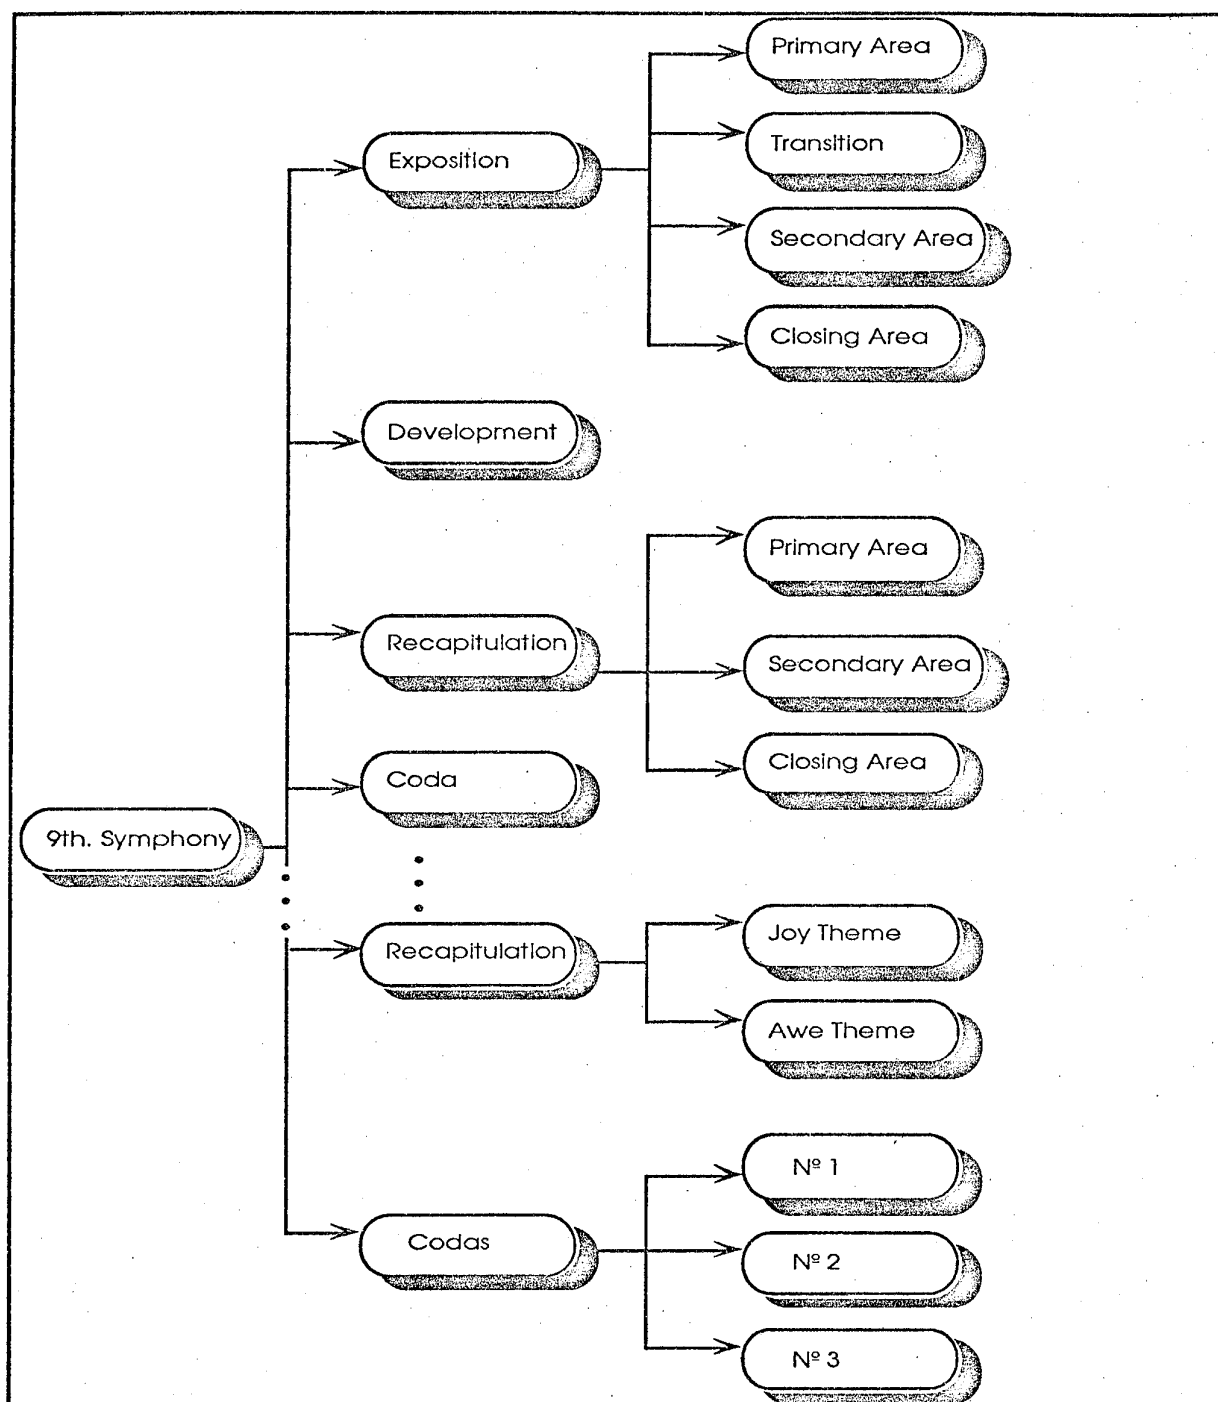 Primary Area
Exposition
Transition
Secondary Area
Closing Area
Development
Primary Area
Recapitulation
Secondary Area
Closing Area
Coda
9th. Symphony
Recapitulation
Joy Theme
Awe Theme
Codas
Nº 1
Nº 2
Nº 3